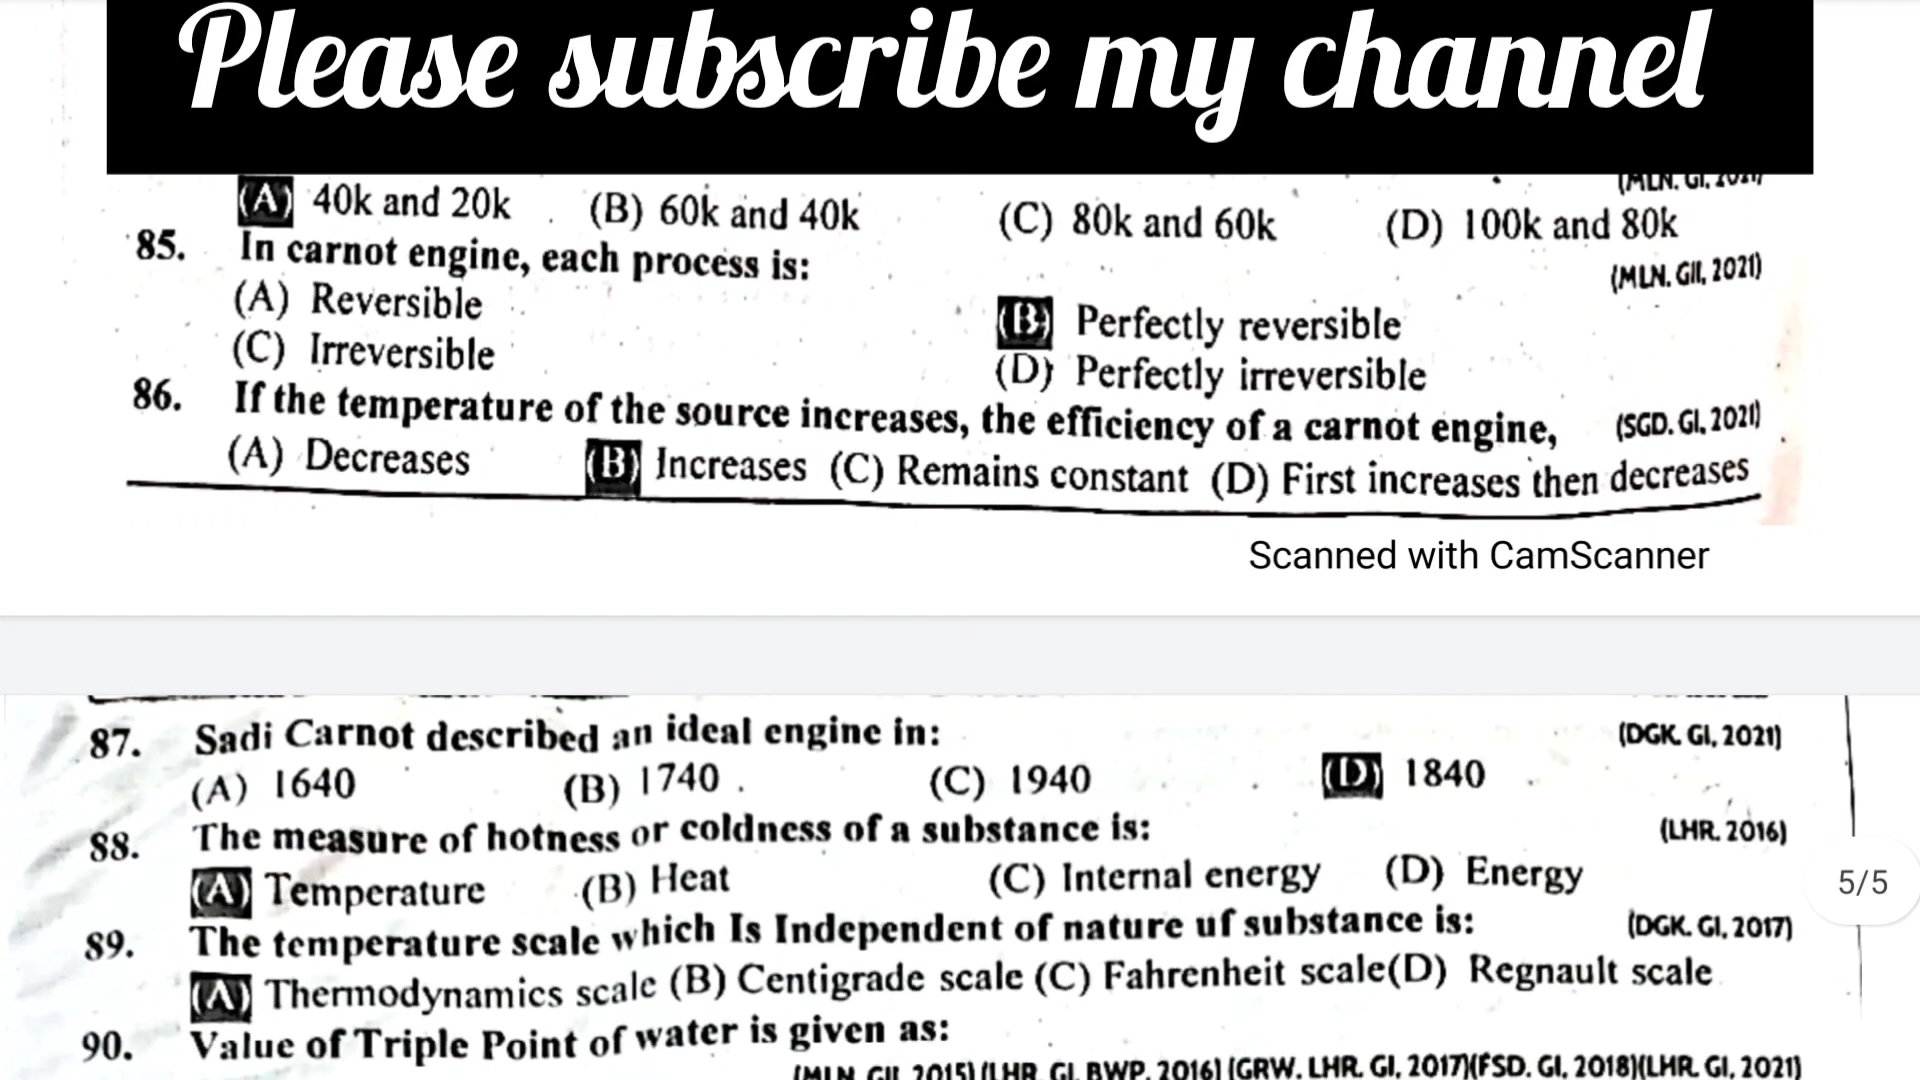 Please subscribe my channel
(MLN. GI, 2021)
(A) 40k and 20k (B) 60k and 40k (C) 80k and 60k (D) 100k and 80k
85. In carnot engine, each process is: (MLN. GII, 2021)
(A) Reversible (B) Perfectly reversible
(C) Irreversible (D) Perfectly irreversible
86. If the temperature of the source increases, the efficiency of a carnot engine, (SGD. GI, 2021)
(A) Decreases (B) Increases (C) Remains constant (D) First increases then decreases
Scanned with CamScanner
87. Sadi Carnot described an ideal engine in: (DGK. GI, 2021)
(A) 1640 (B) 1740 (C) 1940 (D) 1840
88. The measure of hotness or coldness of a substance is: (LHR. 2016)
(A) Temperature (B) Heat (C) Internal energy (D) Energy
5/5
89. The temperature scale which Is Independent of nature uf substance is: (DGK. GI, 2017)
(A) Thermodynamics scale (B) Centigrade scale (C) Fahrenheit scale(D) Regnault scale
90. Value of Triple Point of water is given as:
(MLN. GII, 2015) (LHR. GI, BWP. 2016) (GRW. LHR. GI, 2017)(FSD. GI, 2018)(LHR. GI, 2021)